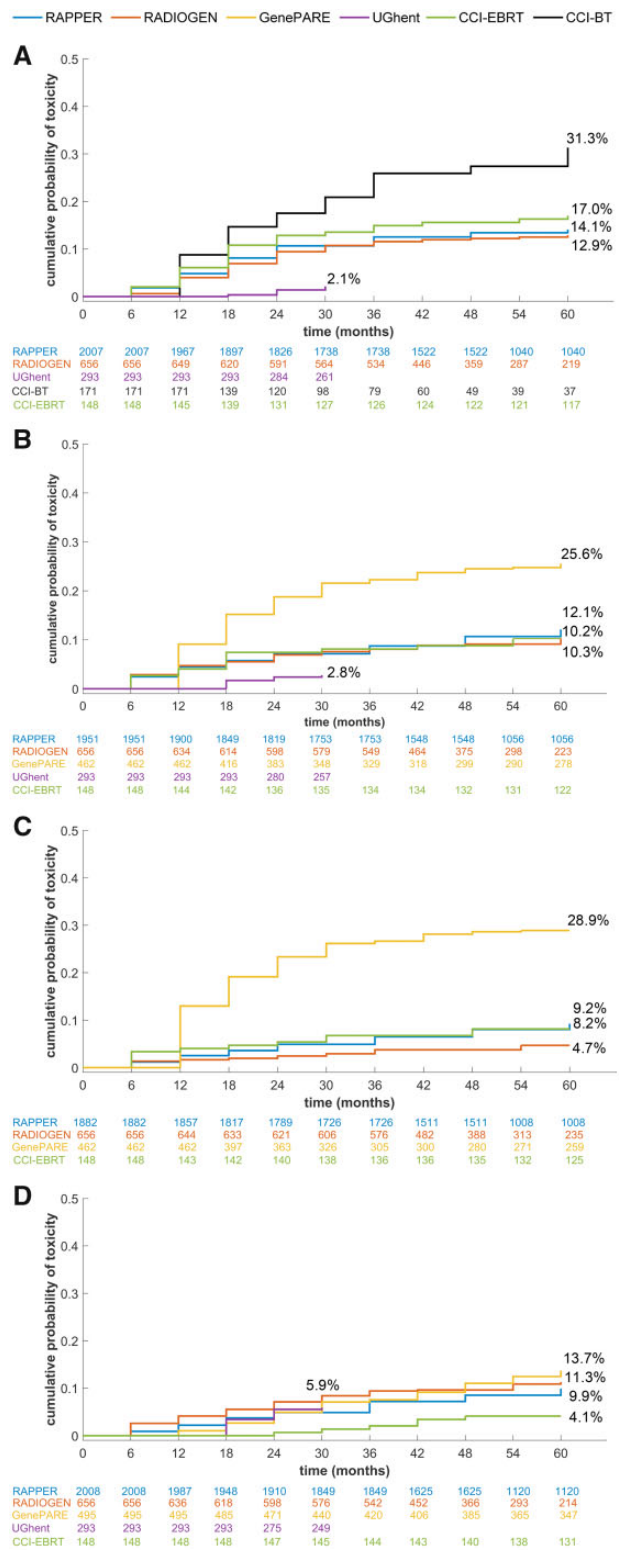 RAPPER RADIOGEN GenePARE UGhent CCI-EBRT CCI-BT
A
cumulative probability of toxicity
0.5
0.4
0.3
0.2
0.1
0
31.3%
17.0%
14.1%
12.9%
2.1%
0 6 12 18 24 30 36 42 48 54 60
time (months)
RAPPER 2007 2007 1967 1897 1826 1738 1738 1522 1522 1040 1040
RADIOGEN 656 656 649 620 591 564 534 446 359 287 219
UGhent 293 293 293 293 284 261
CCI-BT 171 171 171 139 120 98 79 60 49 39 37
CCI-EBRT 148 148 145 139 131 127 126 124 122 121 117
B
cumulative probability of toxicity
0.5
0.4
0.3
0.2
0.1
0
25.6%
12.1%
10.2%
10.3%
2.8%
0 6 12 18 24 30 36 42 48 54 60
time (months)
RAPPER 1951 1951 1900 1849 1819 1753 1753 1548 1548 1056 1056
RADIOGEN 656 656 634 614 598 579 549 464 375 298 223
GenePARE 462 462 462 416 383 348 329 318 299 290 278
UGhent 293 293 293 293 280 257
CCI-EBRT 148 148 144 142 136 135 134 134 132 131 122
C
cumulative probability of toxicity
0.5
0.4
0.3
0.2
0.1
0
28.9%
9.2%
8.2%
4.7%
0 6 12 18 24 30 36 42 48 54 60
time (months)
RAPPER 1882 1882 1857 1817 1789 1726 1726 1511 1511 1008 1008
RADIOGEN 656 656 644 633 621 606 576 482 388 313 235
GenePARE 462 462 462 397 363 326 305 300 280 271 259
CCI-EBRT 148 148 143 142 140 138 136 136 135 132 125
D
cumulative probability of toxicity
0.5
0.4
0.3
0.2
0.1
0
13.7%
11.3%
9.9%
4.1%
5.9%
0 6 12 18 24 30 36 42 48 54 60
time (months)
RAPPER 2008 2008 1987 1948 1910 1849 1849 1625 1625 1120 1120
RADIOGEN 656 656 636 618 598 576 542 452 366 293 214
GenePARE 495 495 495 485 471 440 420 408 385 365 347
UGhent 293 293 293 293 275 249
CCI-EBRT 148 148 148 148 147 145 144 143 140 138 131